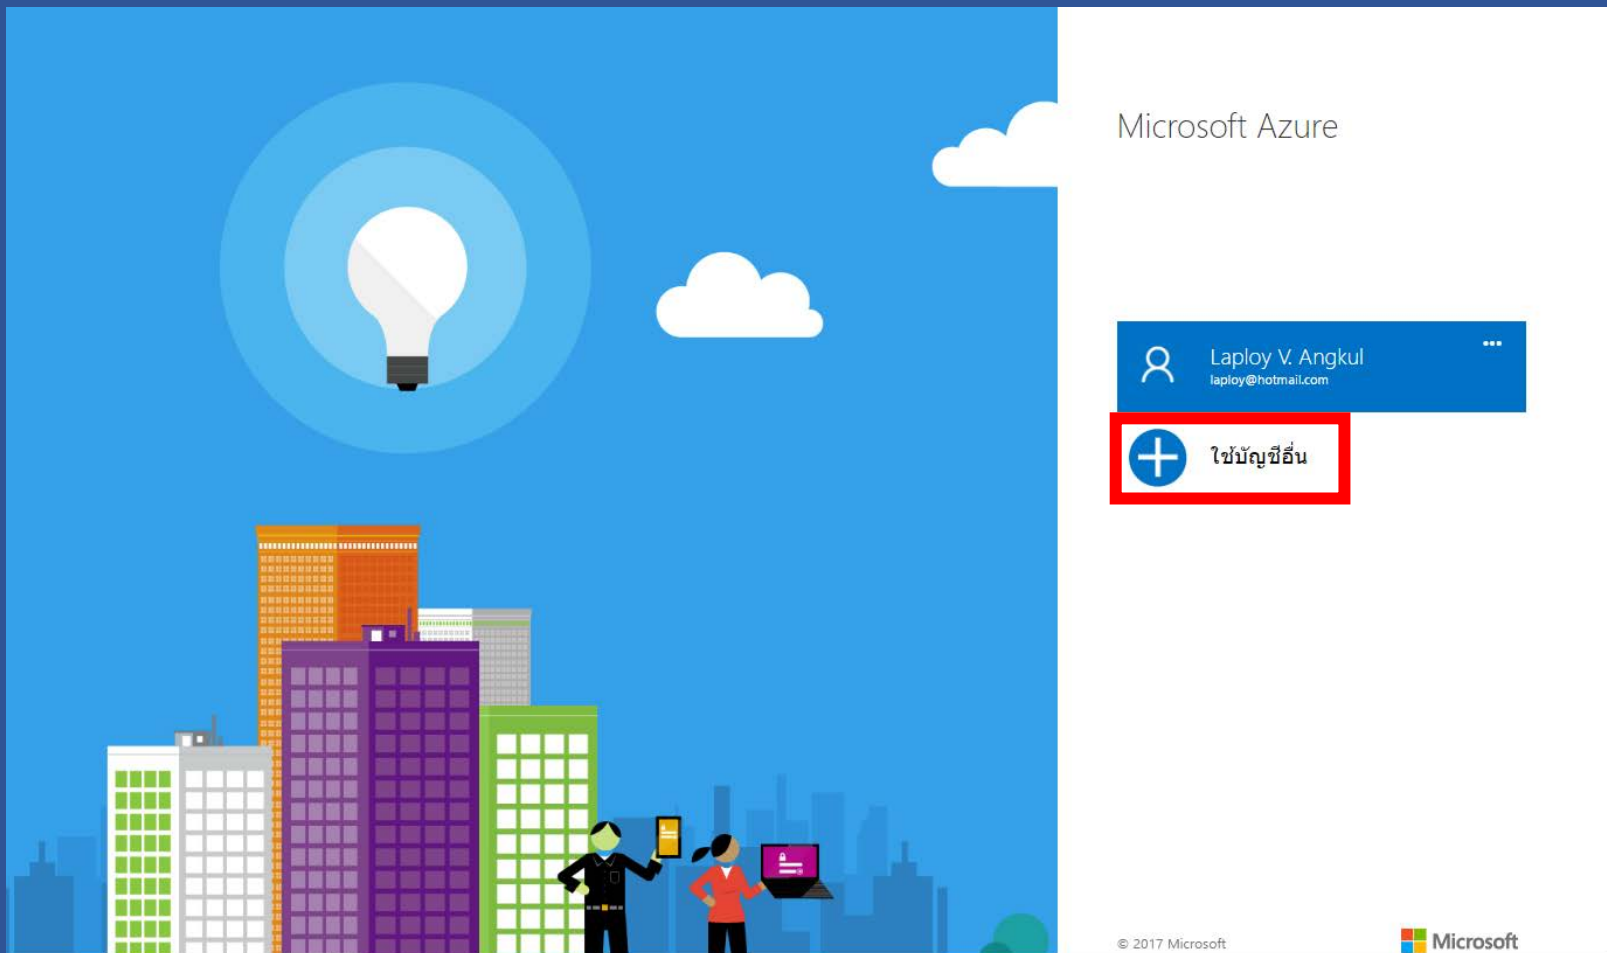 Microsoft Azure
Laploy V. Angkul
laploy@hotmail.com
ใช้บัญชีอื่น
© 2017 Microsoft
Microsoft